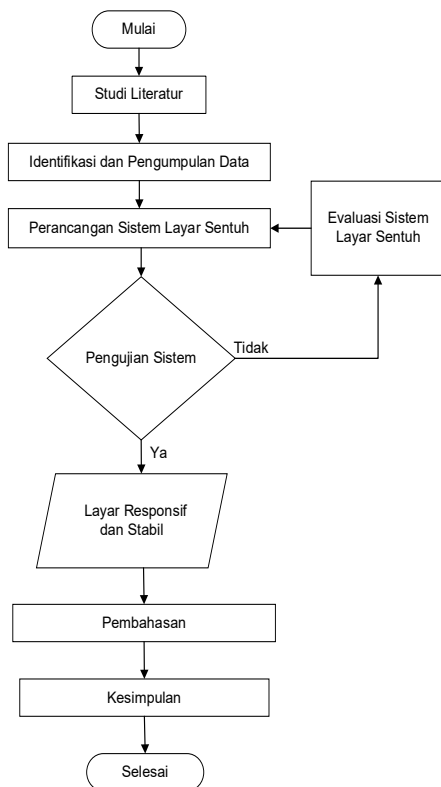 Mulai
Studi Literatur
Identifikasi dan Pengumpulan Data
Perancangan Sistem Layar Sentuh
Evaluasi Sistem
Layar Sentuh
Pengujian Sistem
Tidak
Ya
Layar Responsif
dan Stabil
Pembahasan
Kesimpulan
Selesai